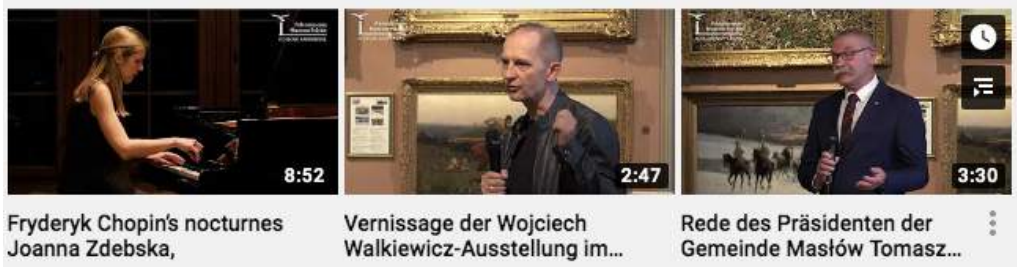 8:52
2:47
3:30
Fryderyk Chopin's nocturnes
Joanna Zdebska,
Vernissage der Wojciech
Walkiewicz-Ausstellung im...
Rede des Präsidenten der
Gemeinde Masłów Tomasz...